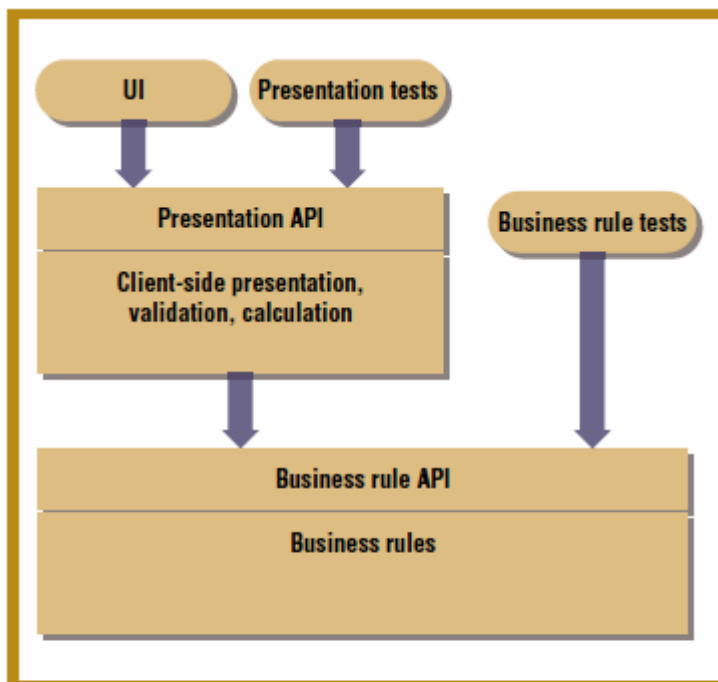 UI
Presentation tests
Presentation API
Business rule tests
Client-side presentation,
validation, calculation
Business rule API
Business rules